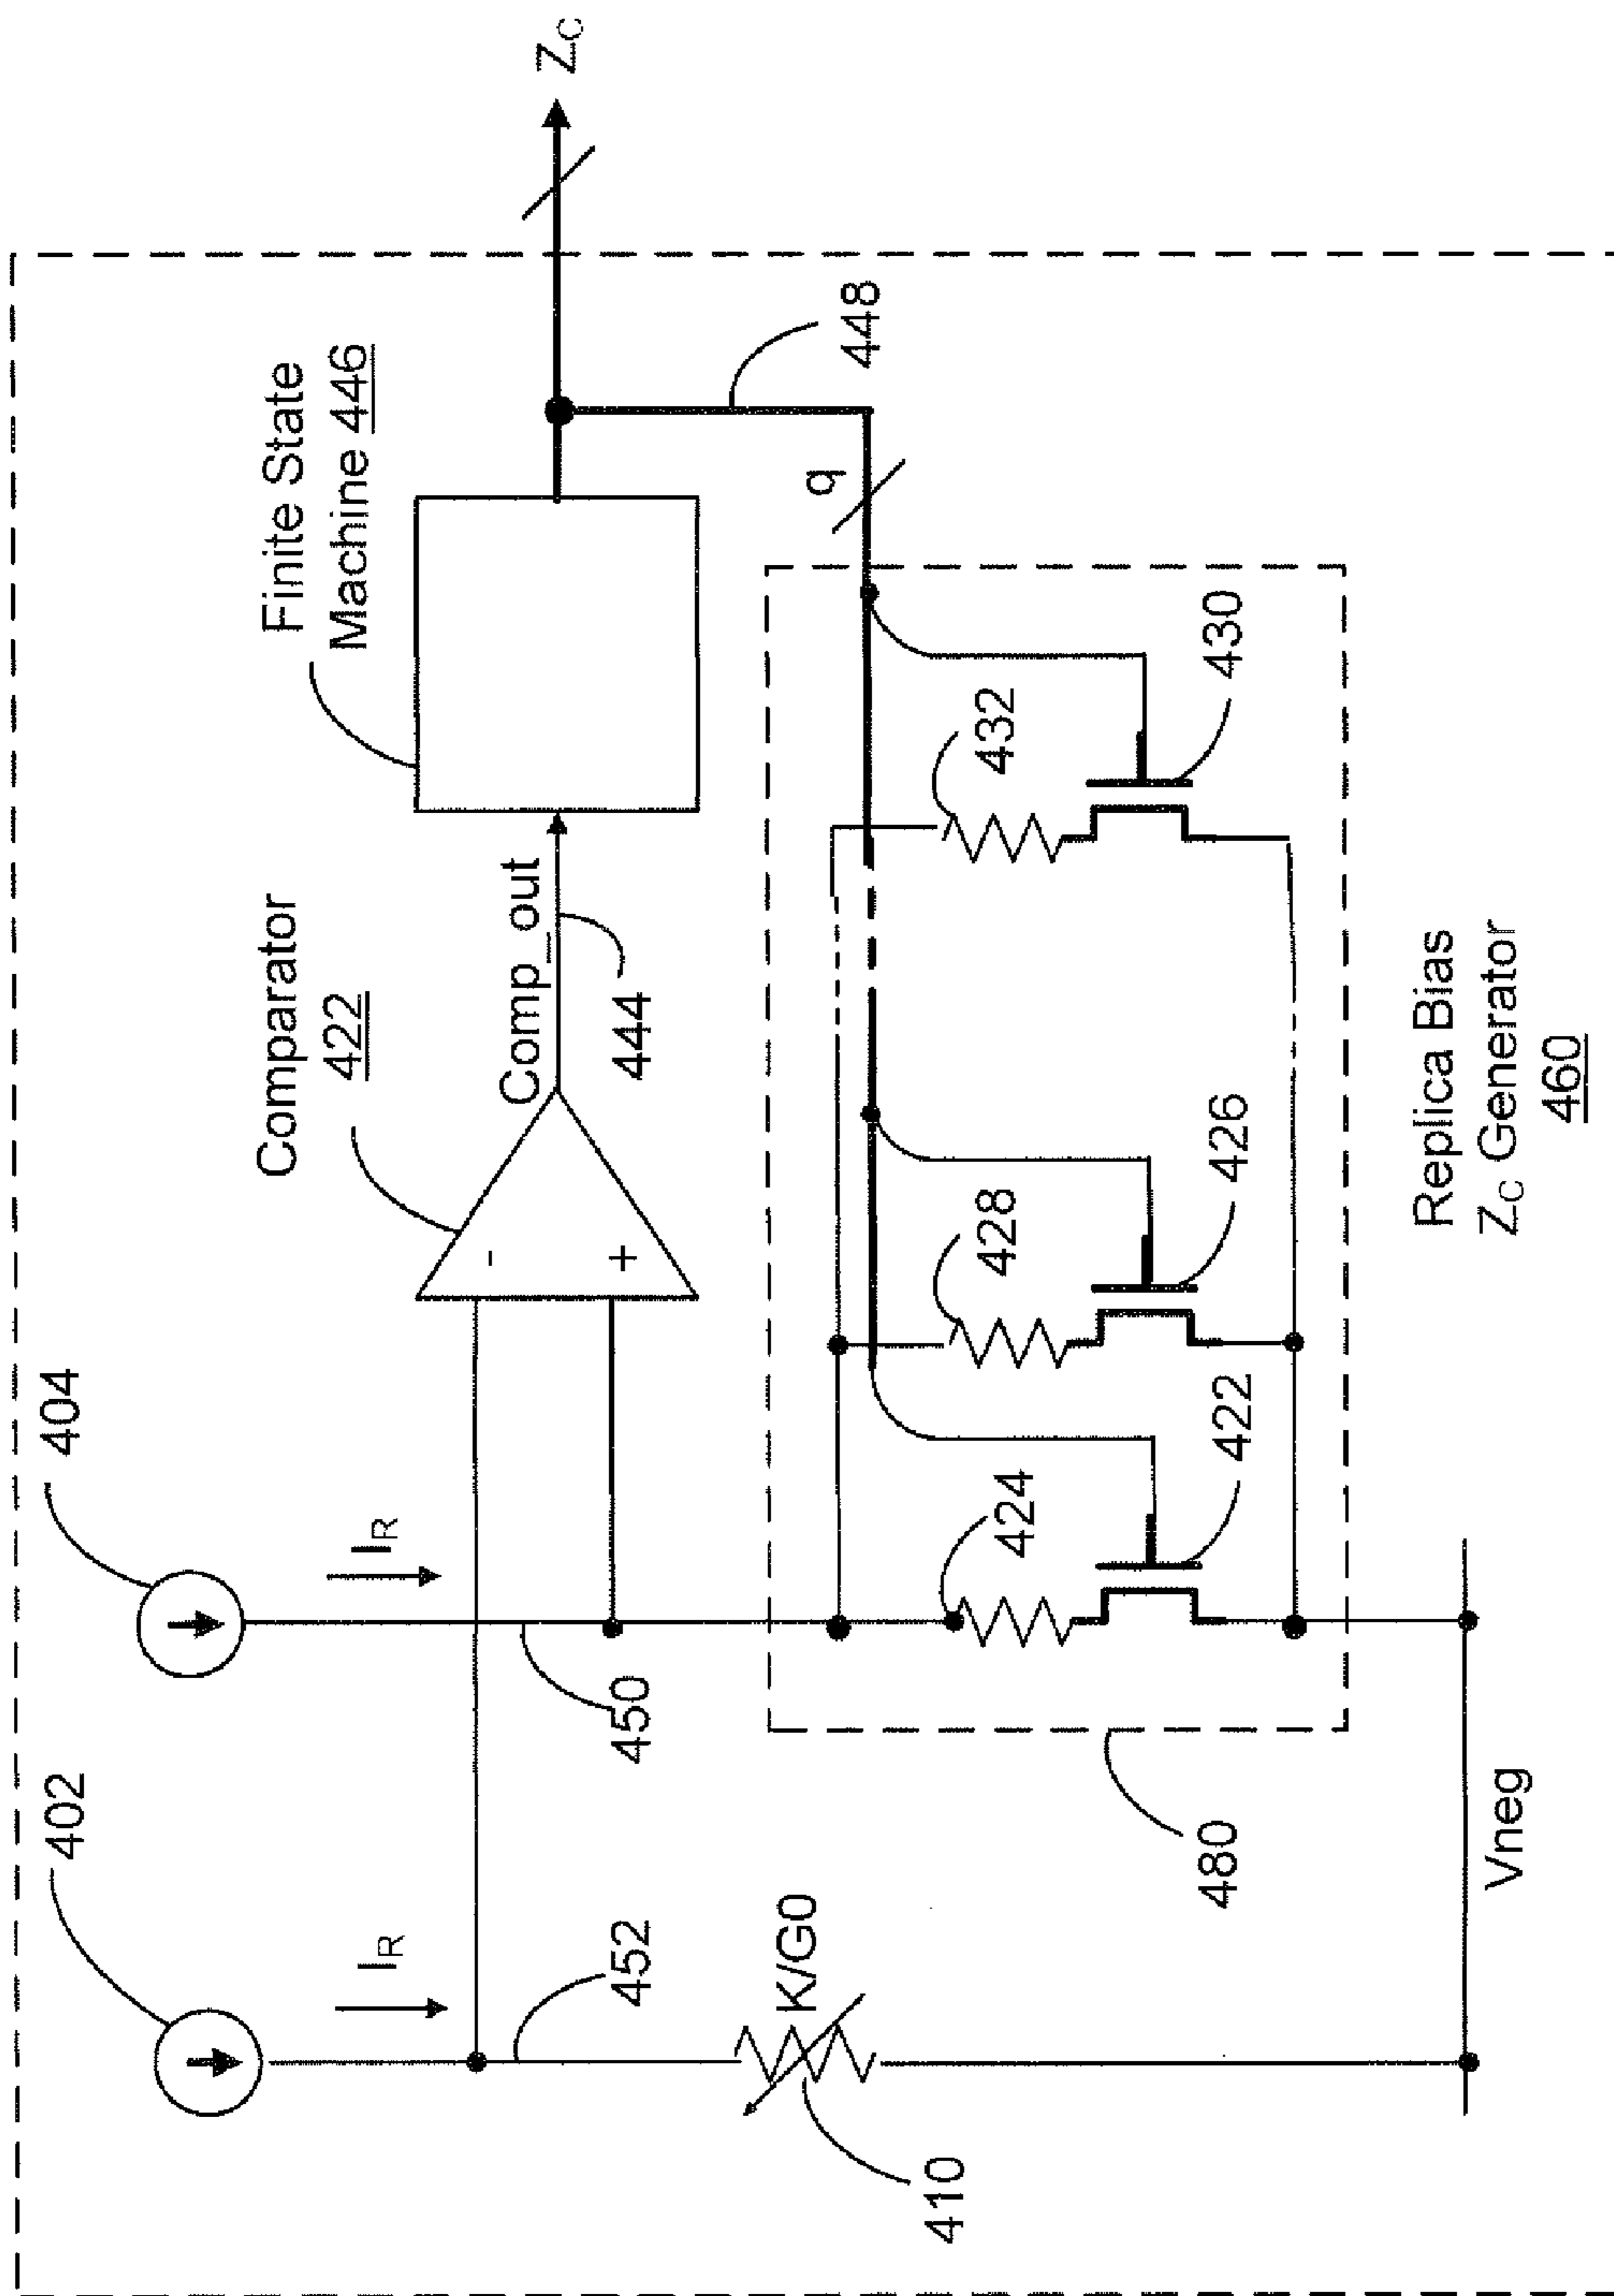 402
404
I_R
I_R
Comparator
422
Finite State
Machine 446
Z_C
-
+
Comp_out
444
448
q
452
450
K/G0
410
424
428
432
422
426
430
480
Vneg
Replica Bias
Z_C Generator
460